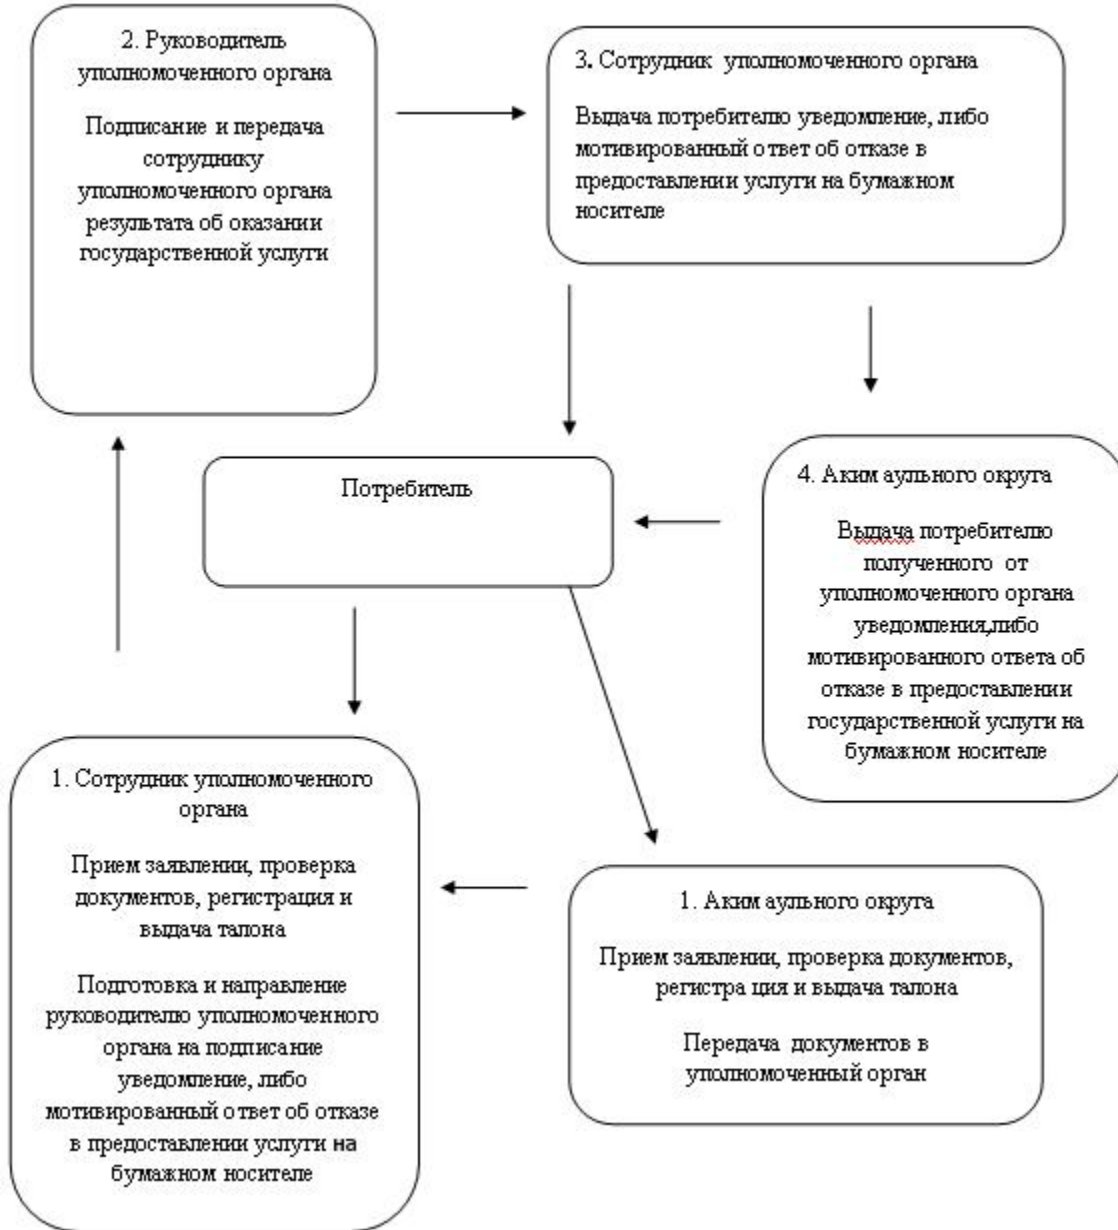 2. Руководитель
уполномоченного органа
Подписание и передача
сотруднику
уполномоченного органа
результата об оказании
государственной услуги
3. Сотрудник уполномоченного органа
Выдача потребителю уведомление, либо
мотивированный ответ об отказе в
предоставлении услуги на бумажном
носителе
Потребитель
4. Аким аульного округа
Выдача потребителю
полученного от
уполномоченного органа
уведомления,либо
мотивированного ответа об
отказе в предоставлении
государственной услуги на
бумажном носителе
1. Сотрудник уполномоченного
органа
Прием заявлении, проверка
документов, регистрация и
выдача талона
Подготовка и направление
руководителю уполномоченного
органа на подписание
уведомление, либо
мотивированный ответ об отказе
в предоставлении услуги на
бумажном носителе
1. Аким аульного округа
Прием заявлении, проверка документов,
регистра ция и выдача талона
Передача документов в
уполномоченный орган